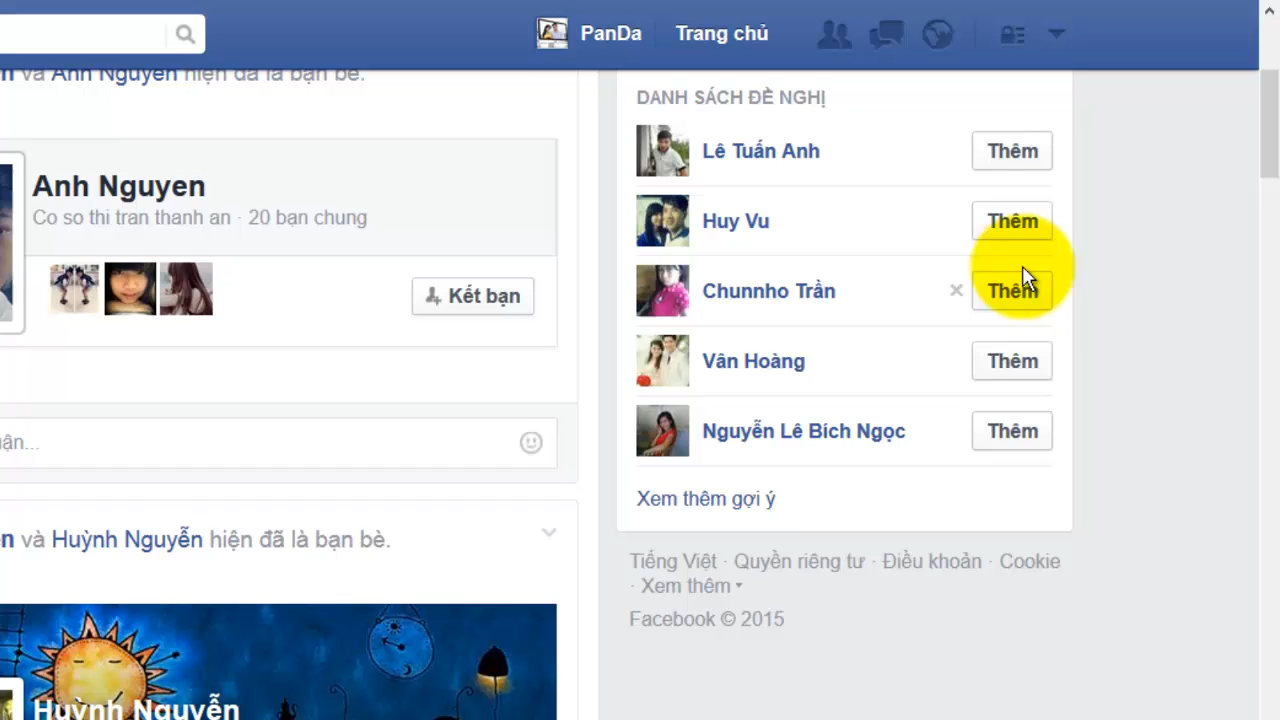 PanDa Trang chủ
và Anh Nguyen hiện đã là bạn bè.
Anh Nguyen
Co so thi tran thanh an · 20 bạn chung
Kết bạn
ận...
và Huỳnh Nguyễn hiện đã là bạn bè.
Huỳnh Nguyễn
DANH SÁCH ĐỀ NGHỊ
Lê Tuấn Anh Thêm
Huy Vu Thêm
Chunnho Trần Thêm
Vân Hoàng Thêm
Nguyễn Lê Bích Ngọc Thêm
Xem thêm gợi ý
Tiếng Việt · Quyền riêng tư · Điều khoản · Cookie
· Xem thêm
Facebook © 2015